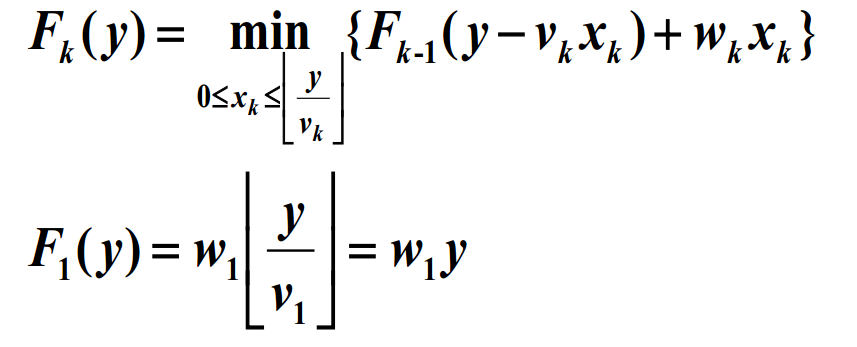 F_k(y) = min_{0≤x_k≤⌊y/v_k⌋} {F_{k-1}(y−v_k x_k)+w_k x_k}
F_1(y) = w_1⌊y/v_1⌋ = w_1 y